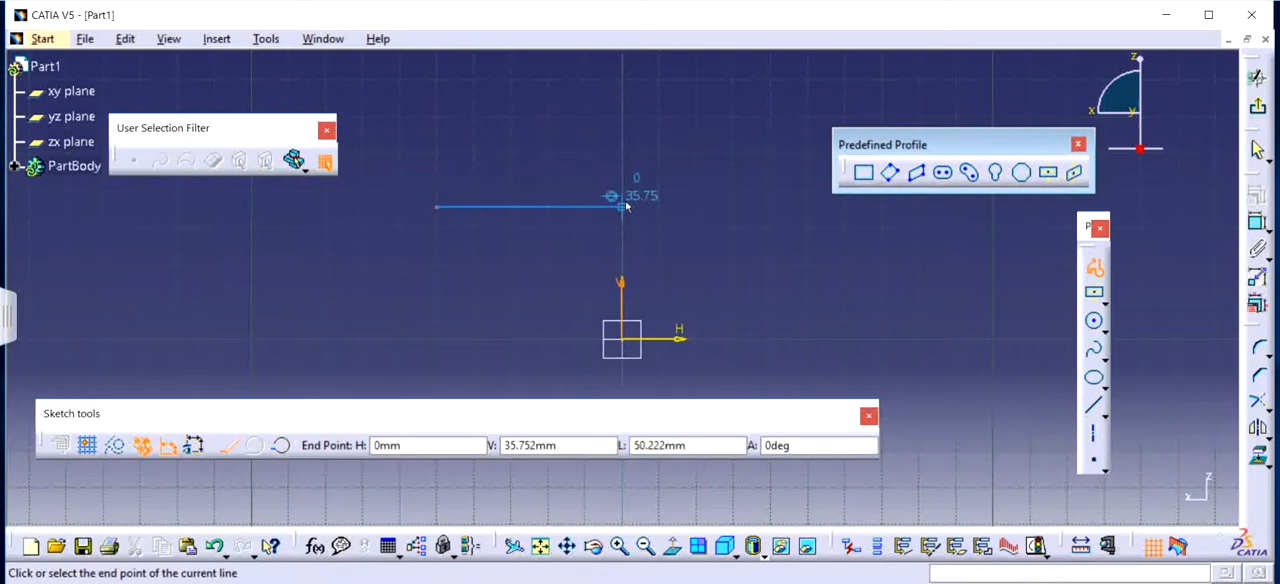 CATIA V5 - [Part1]
Start File Edit View Insert Tools Window Help
Part1
xy plane
yz plane
zx plane
PartBody
User Selection Filter
Predefined Profile
P
z
x
y
0
35.75
V
H
Sketch tools
End Point: H: 0mm V: 35.752mm L: 50.222mm A: 0deg
z
x
f(x)
CATIA
Click or select the end point of the current line